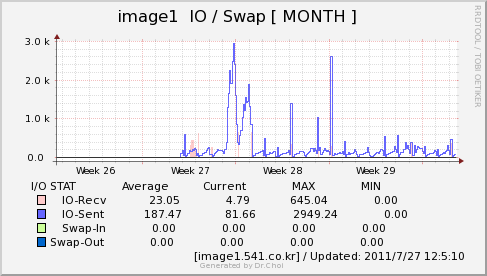 image1 IO / Swap [ MONTH ]
RRDTOOL / TOBI OETIKER
3.0 k
2.0 k
1.0 k
0.0
Week 26 Week 27 Week 28 Week 29
I/O STAT Average Current MAX MIN
IO-Recv 23.05 4.79 645.04 0.00
IO-Sent 187.47 81.66 2949.24 0.00
Swap-In 0.00 0.00 0.00 0.00
Swap-Out 0.00 0.00 0.00 0.00
[image1.541.co.kr] / Updated: 2011/7/27 12:5:10
Generated by Dr.Choi